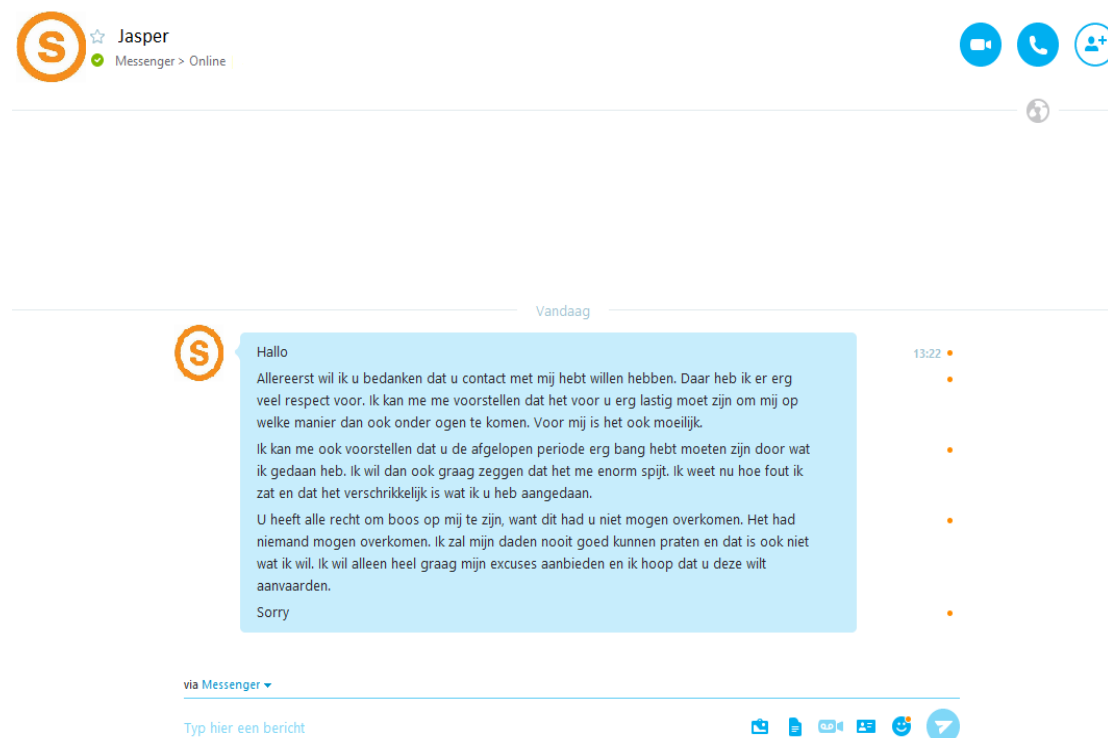 S
Jasper
Messenger > Online
Vandaag
S
Hallo
13:22
Allereerst wil ik u bedanken dat u contact met mij hebt willen hebben. Daar heb ik er erg
veel respect voor. Ik kan me me voorstellen dat het voor u erg lastig moet zijn om mij op
welke manier dan ook onder ogen te komen. Voor mij is het ook moeilijk.
Ik kan me ook voorstellen dat u de afgelopen periode erg bang hebt moeten zijn door wat
ik gedaan heb. Ik wil dan ook graag zeggen dat het me enorm spijt. Ik weet nu hoe fout ik
zat en dat het verschrikkelijk is wat ik u heb aangedaan.
U heeft alle recht om boos op mij te zijn, want dit had u niet mogen overkomen. Het had
niemand mogen overkomen. Ik zal mijn daden nooit goed kunnen praten en dat is ook niet
wat ik wil. Ik wil alleen heel graag mijn excuses aanbieden en ik hoop dat u deze wilt
aanvaarden.
Sorry
via Messenger
Typ hier een bericht